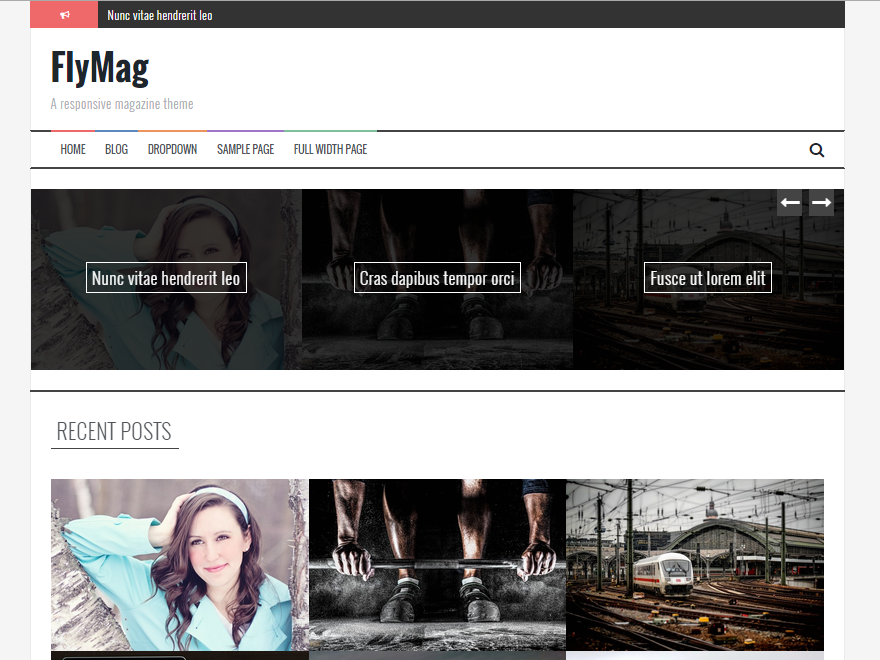 Nunc vitae hendrerit leo
FlyMag
A responsive magazine theme
HOME BLOG DROPDOWN SAMPLE PAGE FULL WIDTH PAGE
Nunc vitae hendrerit leo
Cras dapibus tempor orci
Fusce ut lorem elit
RECENT POSTS